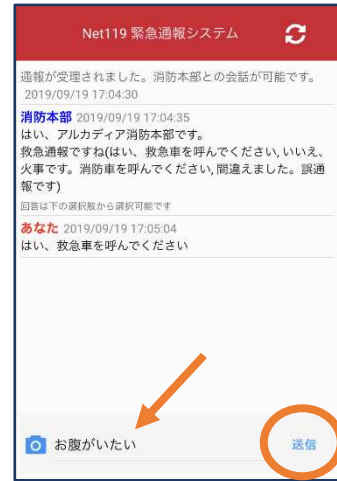 Net119 緊急通報システム
通報が受理されました。消防本部との会話が可能です。
2019/09/19 17:04:30
消防本部 2019/09/19 17:04:35
はい、アルカディア消防本部です。
救急通報ですね(はい、救急車を呼んでください,いいえ、
火事です。消防車を呼んでください,間違えました。誤通
報です)
回答は下の選択肢から選択可能です
あなた 2019/09/19 17:05:04
はい、救急車を呼んでください
お腹がいたい 送信